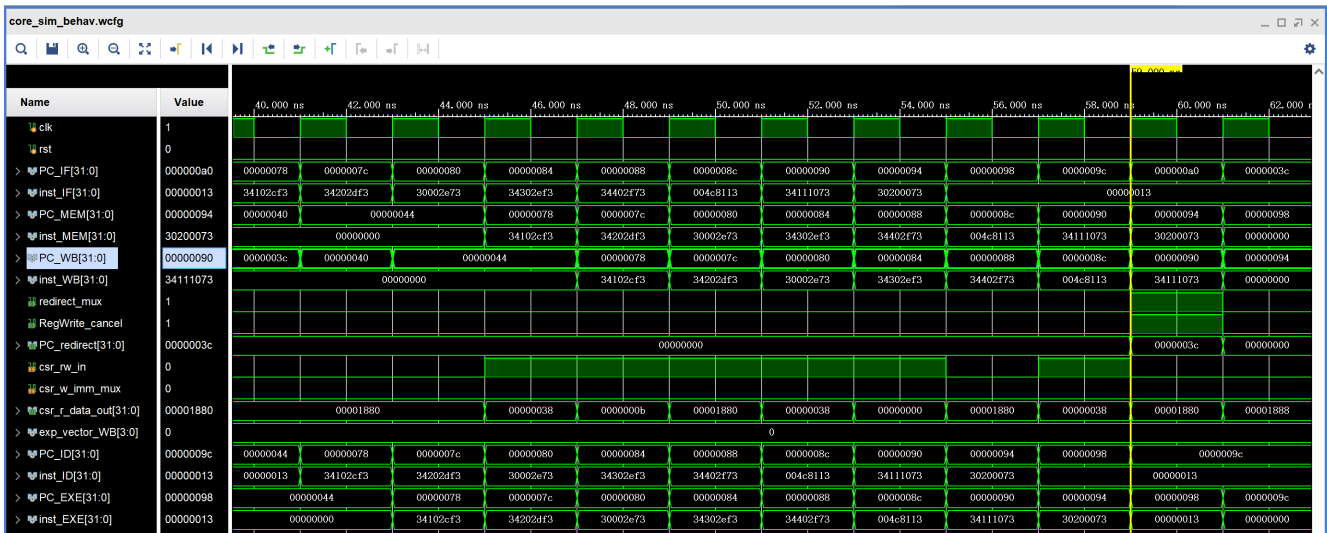 core_sim_behav.wcfg
Name Value
40.000 ns 42.000 ns 44.000 ns 46.000 ns 48.000 ns 50.000 ns 52.000 ns 54.000 ns 56.000 ns 58.000 ns 60.000 ns 62.000
clk 1
rst 0
PC_IF[31:0] 000000a0 00000078 0000007c 00000080 00000084 00000088 0000008c 00000090 00000094 00000098 0000009c 000000a0 0000003c
inst_IF[31:0] 00000013 34102cf3 34202df3 30002e73 34302ef3 34402f73 004c8113 34111073 30200073 00000013
PC_MEM[31:0] 00000094 00000040 00000044 00000078 0000007c 00000080 00000084 00000088 0000008c 00000090 00000094 00000098
inst_MEM[31:0] 30200073 00000000 34102cf3 34202df3 30002e73 34302ef3 34402f73 004c8113 34111073 30200073 00000000
PC_WB[31:0] 00000090 0000003c 00000040 00000044 00000078 0000007c 00000080 00000084 00000088 0000008c 00000090 00000094
inst_WB[31:0] 34111073 00000000 34102cf3 34202df3 30002e73 34302ef3 34402f73 004c8113 34111073 00000000
redirect_mux 1
RegWrite_cancel 1
PC_redirect[31:0] 0000003c 00000000 0000003c 00000000
csr_rw_in 0
csr_w_imm_mux 0
csr_r_data_out[31:0] 00001880 00001880 00000038 0000000b 00001880 00000038 00000000 00001880 00000038 00001880 00001888
exp_vector_WB[3:0] 0 0
PC_ID[31:0] 0000009c 00000044 00000078 0000007c 00000080 00000084 00000088 0000008c 00000090 00000094 00000098 0000009c
inst_ID[31:0] 00000013 00000013 34102cf3 34202df3 30002e73 34302ef3 34402f73 004c8113 34111073 30200073 00000013
PC_EXE[31:0] 00000098 00000044 00000078 0000007c 00000080 00000084 00000088 0000008c 00000090 00000094 00000098 0000009c
inst_EXE[31:0] 00000013 00000000 34102cf3 34202df3 30002e73 34302ef3 34402f73 004c8113 34111073 30200073 00000013 00000000